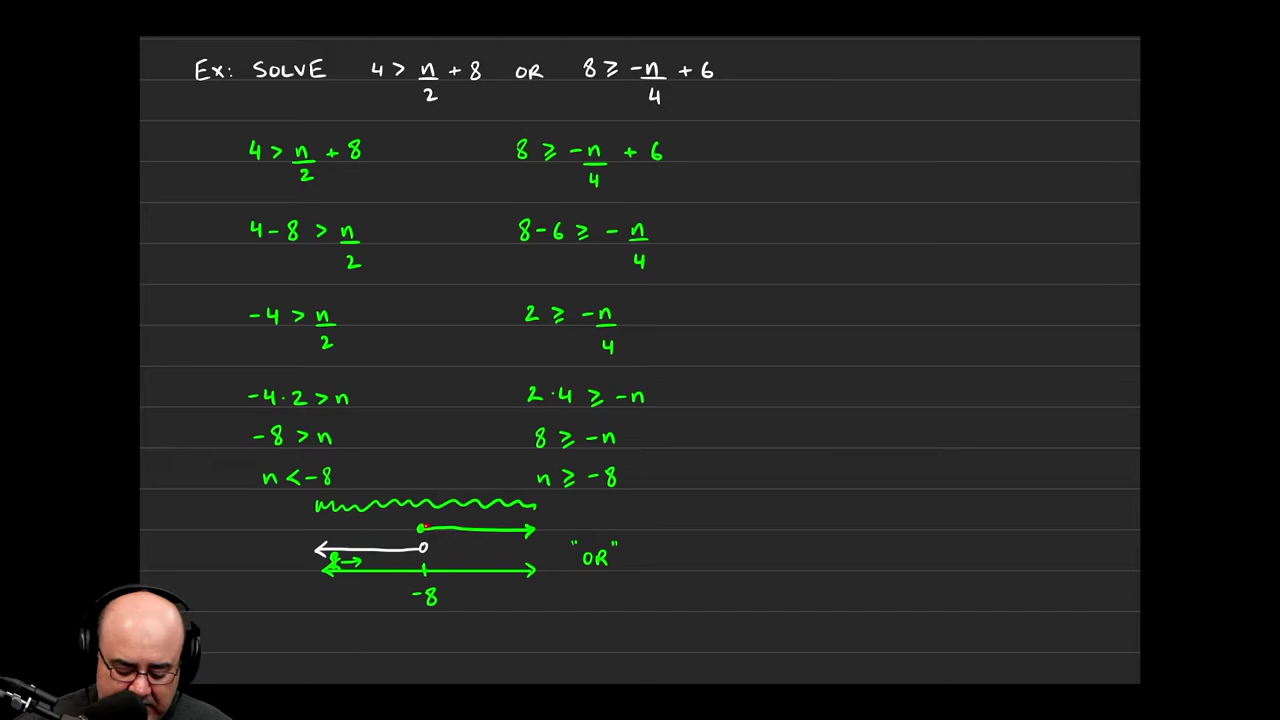 Ex: SOLVE 4 > n/2 + 8 OR 8 ≥ -n/4 + 6
4 > n/2 + 8 8 ≥ -n/4 + 6
4 - 8 > n/2 8 - 6 ≥ - n/4
-4 > n/2 2 ≥ -n/4
-4 · 2 > n 2 · 4 ≥ -n
-8 > n 8 ≥ -n
n < -8 n ≥ -8
"OR"
-8